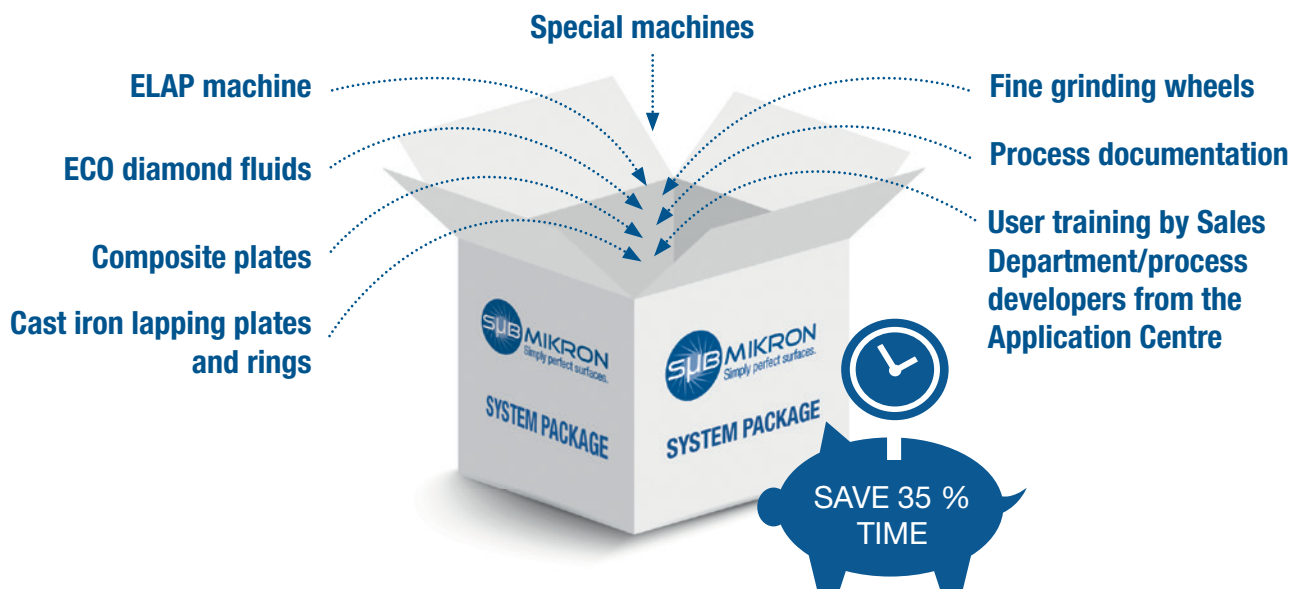 Special machines
ELAP machine
ECO diamond fluids
Composite plates
Cast iron lapping plates
and rings
Fine grinding wheels
Process documentation
User training by Sales
Department/process
developers from the
Application Centre
SµB MIKRON
Simply perfect surfaces.
SYSTEM PACKAGE
SµB MIKRON
Simply perfect surfaces.
SYSTEM PACKAGE
SAVE 35 %
TIME